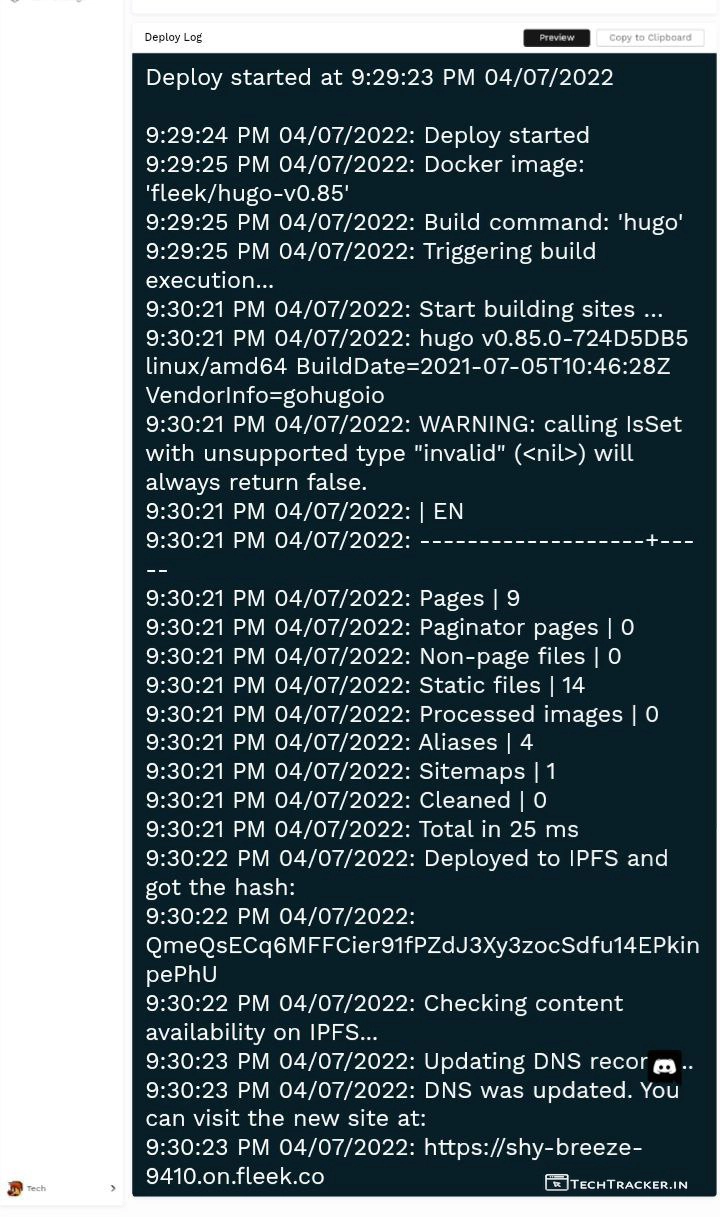 Deploy Log
Preview
Copy to Clipboard
Deploy started at 9:29:23 PM 04/07/2022
9:29:24 PM 04/07/2022: Deploy started
9:29:25 PM 04/07/2022: Docker image:
'fleek/hugo-v0.85'
9:29:25 PM 04/07/2022: Build command: 'hugo'
9:29:25 PM 04/07/2022: Triggering build
execution...
9:30:21 PM 04/07/2022: Start building sites ...
9:30:21 PM 04/07/2022: hugo v0.85.0-724D5DB5
linux/amd64 BuildDate=2021-07-05T10:46:28Z
VendorInfo=gohugoio
9:30:21 PM 04/07/2022: WARNING: calling IsSet
with unsupported type "invalid" (<nil>) will
always return false.
9:30:21 PM 04/07/2022: | EN
9:30:21 PM 04/07/2022: -------------------+---
--
9:30:21 PM 04/07/2022: Pages | 9
9:30:21 PM 04/07/2022: Paginator pages | 0
9:30:21 PM 04/07/2022: Non-page files | 0
9:30:21 PM 04/07/2022: Static files | 14
9:30:21 PM 04/07/2022: Processed images | 0
9:30:21 PM 04/07/2022: Aliases | 4
9:30:21 PM 04/07/2022: Sitemaps | 1
9:30:21 PM 04/07/2022: Cleaned | 0
9:30:21 PM 04/07/2022: Total in 25 ms
9:30:22 PM 04/07/2022: Deployed to IPFS and
got the hash:
9:30:22 PM 04/07/2022:
QmeQsECq6MFFCier91fPZdJ3Xy3zocSdfu14EPkin
pePhU
9:30:22 PM 04/07/2022: Checking content
availability on IPFS...
9:30:23 PM 04/07/2022: Updating DNS recor ..
9:30:23 PM 04/07/2022: DNS was updated. You
can visit the new site at:
9:30:23 PM 04/07/2022: https://shy-breeze-
9410.on.fleek.co
Tech
TECHTRACKER.IN